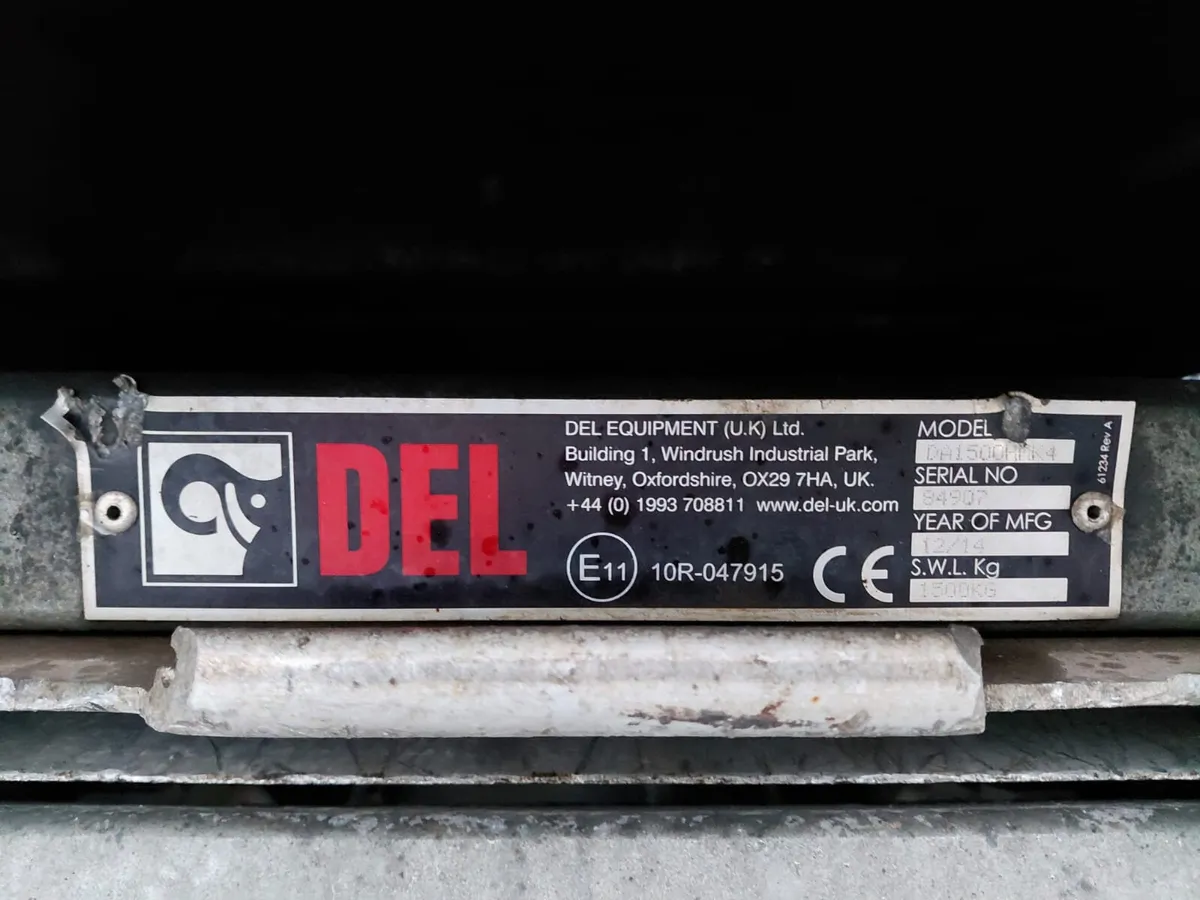 DEL
DEL EQUIPMENT (U.K) Ltd.
Building 1, Windrush Industrial Park,
Witney, Oxfordshire, OX29 7HA, UK.
+44 (0) 1993 708811 www.del-uk.com
E11 10R-047915
CE
MODEL
SERIAL NO
84907
YEAR OF MFG
12/14
S.W.L. Kg
1500KG
61234 Rev A